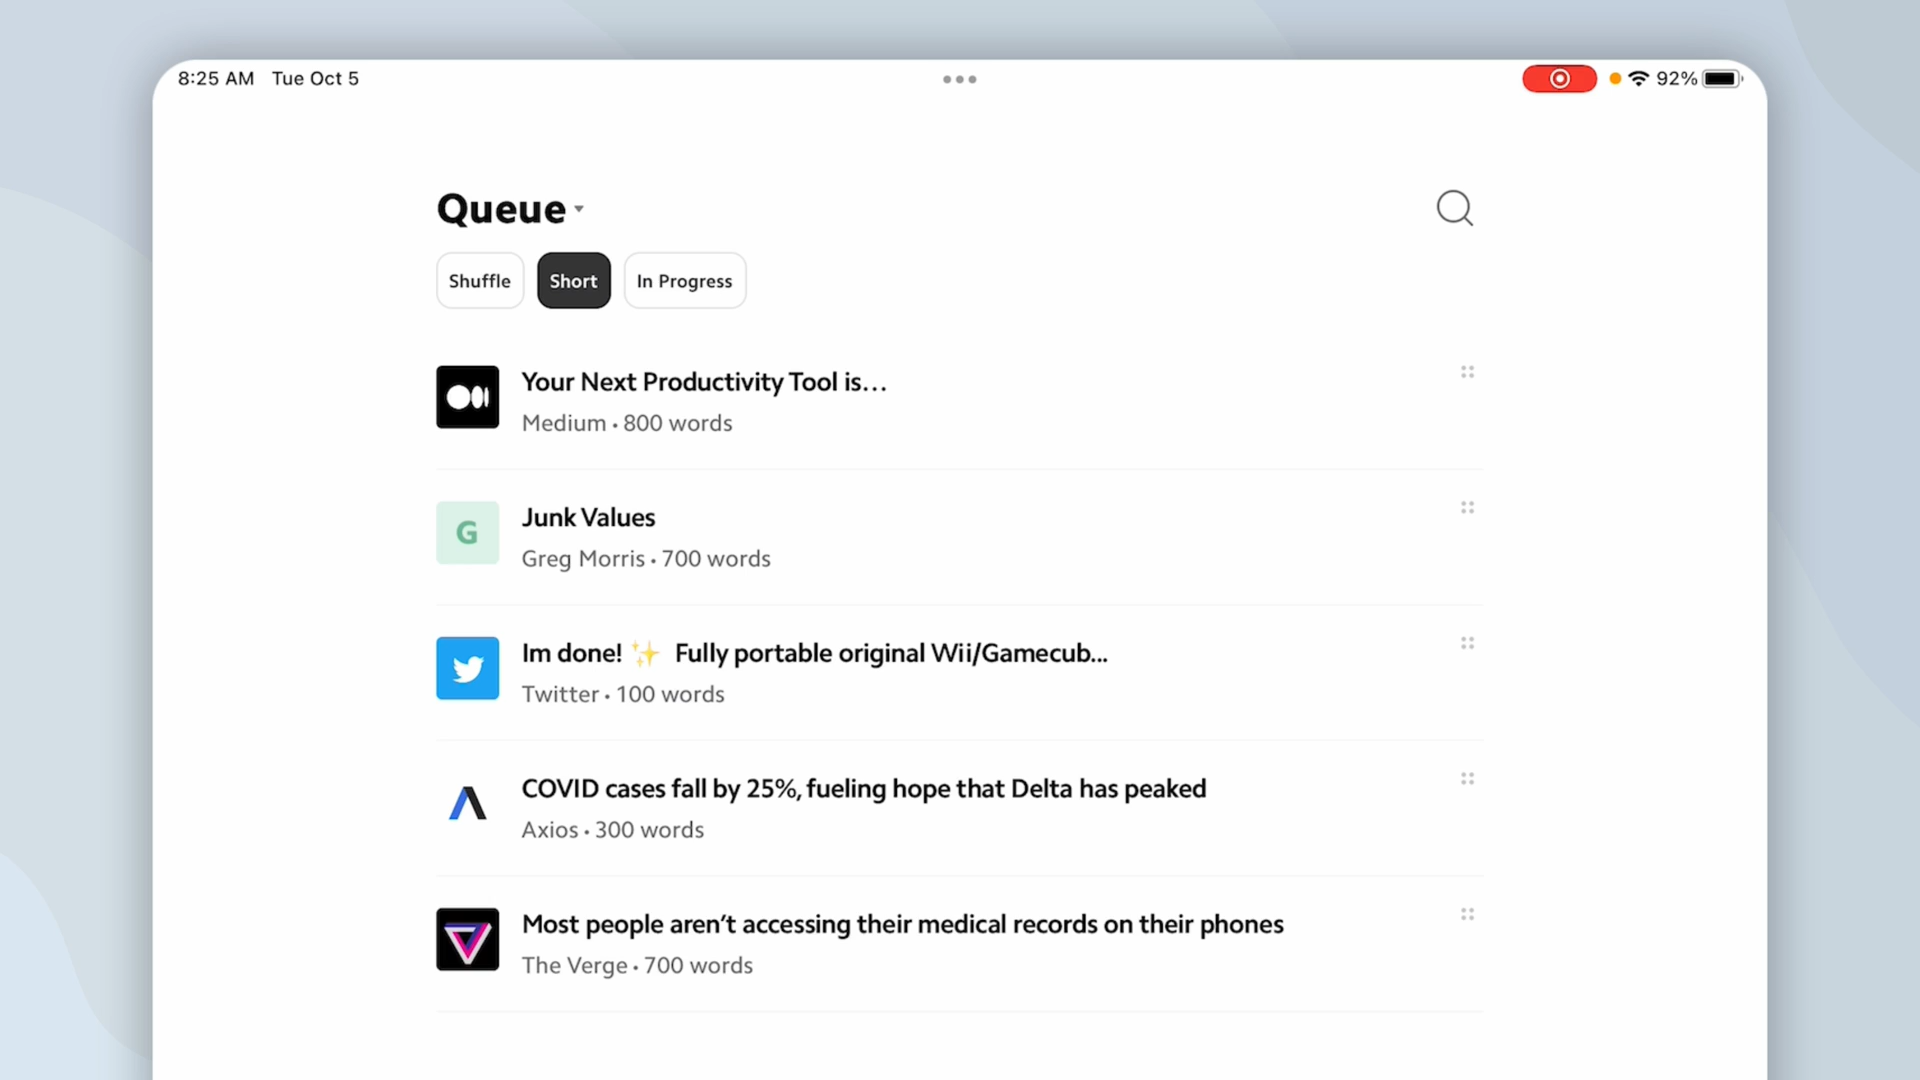 8:25 AM Tue Oct 5
92%
Queue
Shuffle Short In Progress
Your Next Productivity Tool is...
Medium • 800 words
G
Junk Values
Greg Morris • 700 words
Im done! ✨ Fully portable original Wii/Gamecub...
Twitter • 100 words
COVID cases fall by 25%, fueling hope that Delta has peaked
Axios • 300 words
Most people aren’t accessing their medical records on their phones
The Verge • 700 words